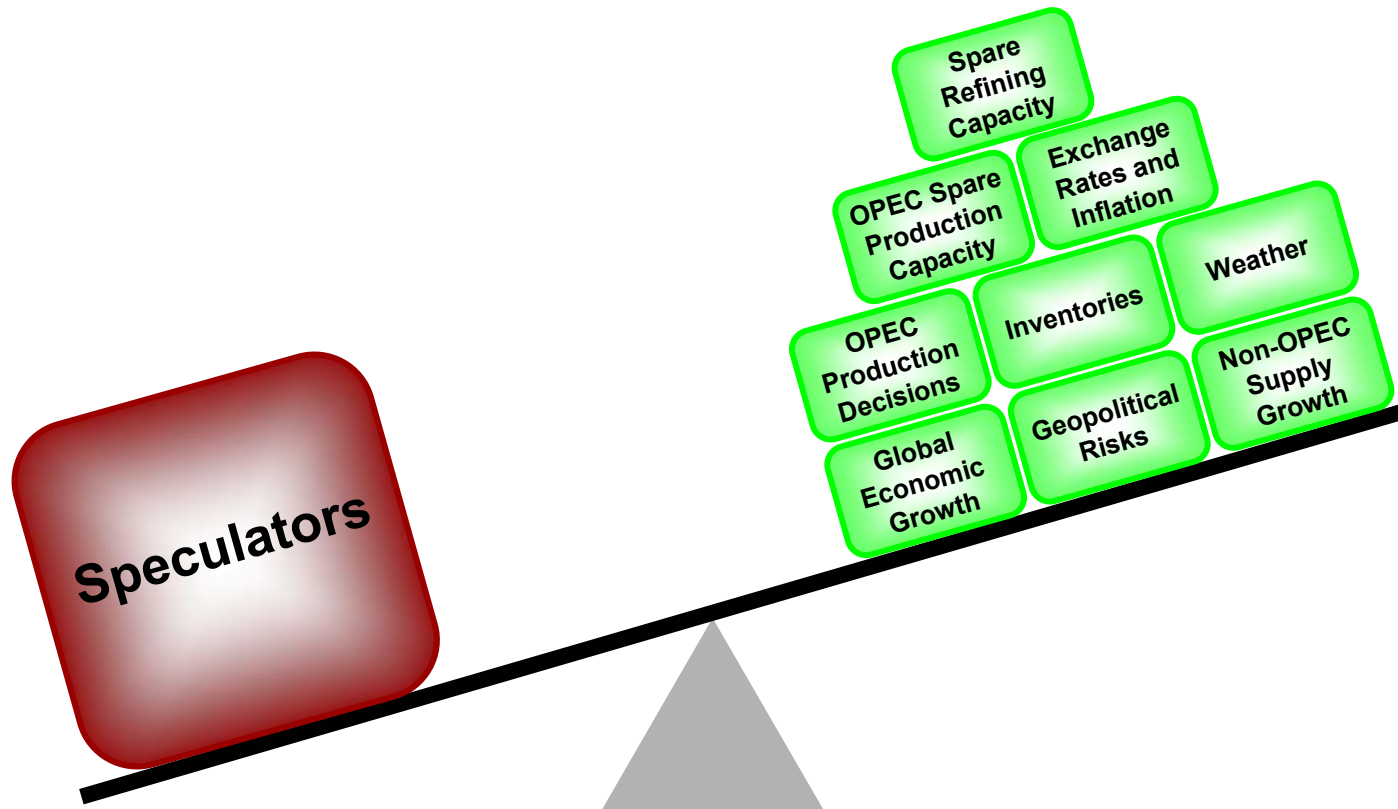 Spare
Refining
Capacity
Exchange
Rates and
Inflation
OPEC Spare
Production
Capacity
Weather
Inventories
OPEC
Production
Decisions
Non-OPEC
Supply
Growth
Geopolitical
Risks
Global
Economic
Growth
Speculators